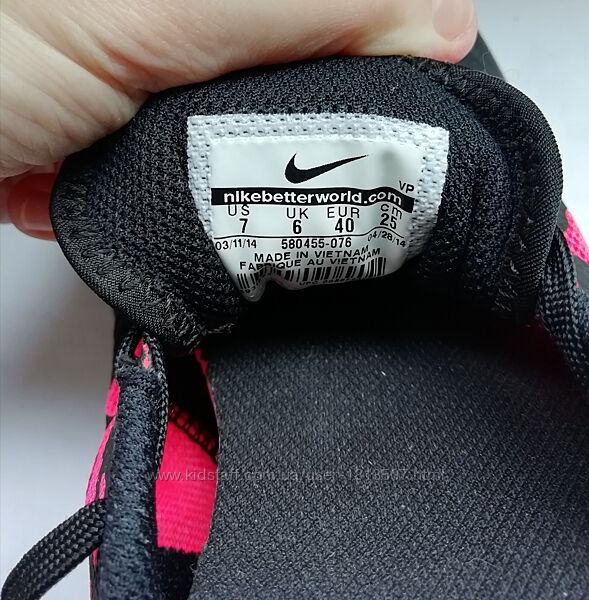 VP
nikebetterworld.com
US UK EUR cm
7 6 40 25
03/11/14 580455-076 04/28/14
MADE IN VIETNAM
FABRIQUE AU VIETNAM
UPC